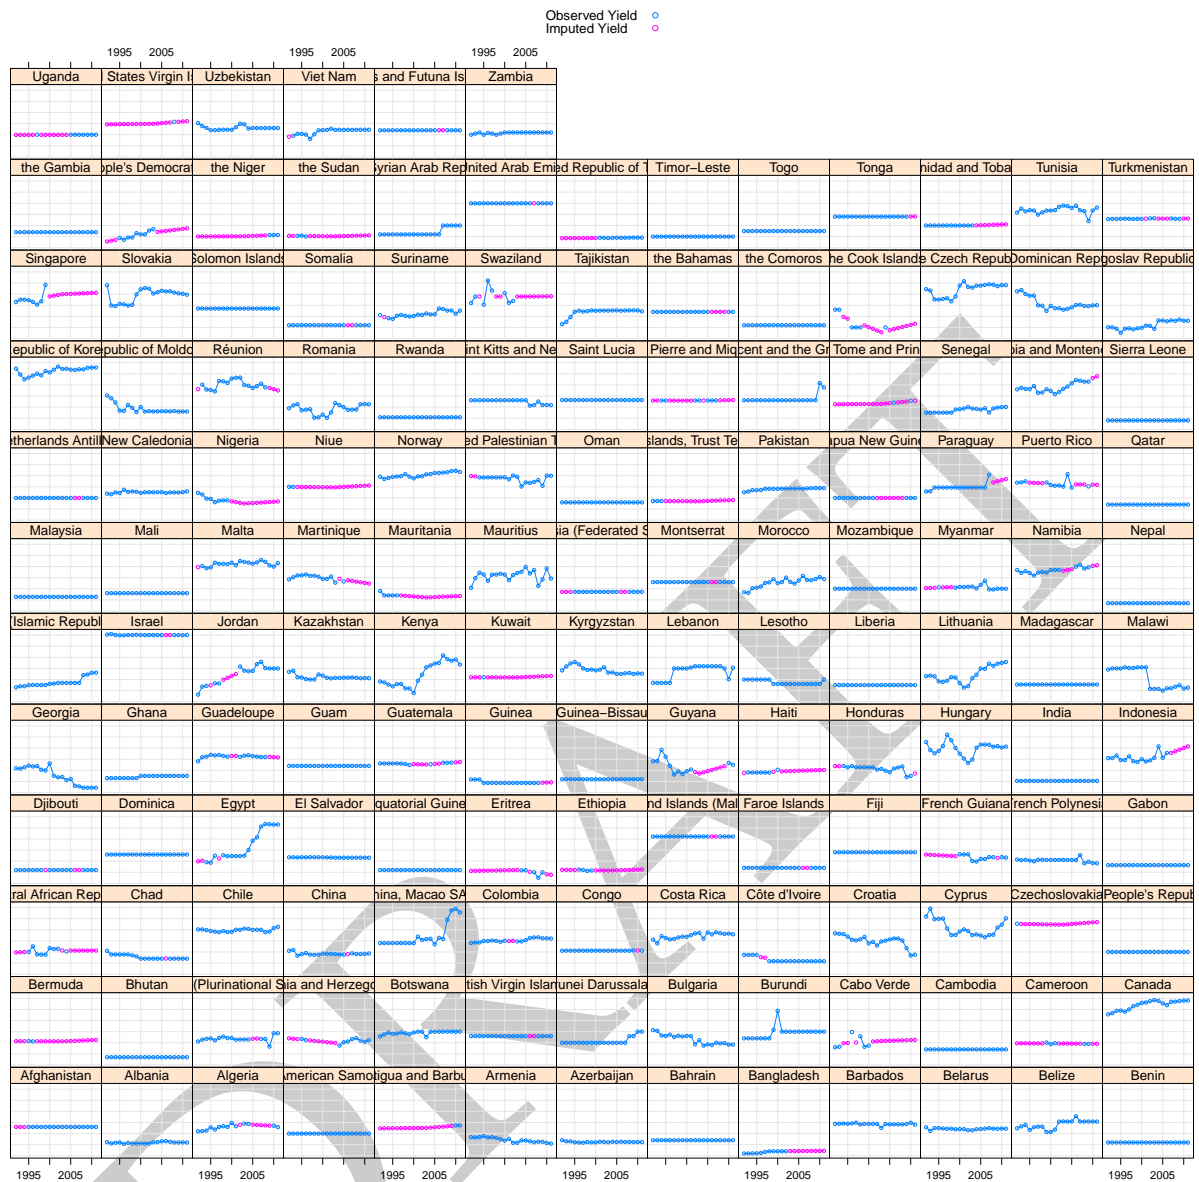 Observed Yield
Imputed Yield
1995 2005 1995 2005 1995 2005
Uganda States Virgin Is Uzbekistan Viet Nam s and Futuna Is Zambia
the Gambia ople's Democrat the Niger the Sudan Syrian Arab Rep United Arab Emi ed Republic of T Timor−Leste Togo Tonga nidad and Toba Tunisia Turkmenistan
Singapore Slovakia Solomon Islands Somalia Suriname Swaziland Tajikistan the Bahamas the Comoros he Cook Islands e Czech Repub Dominican Rep goslav Republic
epublic of Kore public of Moldo Réunion Romania Rwanda int Kitts and Ne Saint Lucia Pierre and Miq cent and the Gr Tome and Prin Senegal bia and Monten Sierra Leone
etherlands Antill New Caledonia Nigeria Niue Norway ed Palestinian T Oman slands, Trust Te Pakistan apua New Guine Paraguay Puerto Rico Qatar
Malaysia Mali Malta Martinique Mauritania Mauritius sia (Federated S Montserrat Morocco Mozambique Myanmar Namibia Nepal
(Islamic Republ Israel Jordan Kazakhstan Kenya Kuwait Kyrgyzstan Lebanon Lesotho Liberia Lithuania Madagascar Malawi
Georgia Ghana Guadeloupe Guam Guatemala Guinea Guinea−Bissau Guyana Haiti Honduras Hungary India Indonesia
Djibouti Dominica Egypt El Salvador quatorial Guine Eritrea Ethiopia nd Islands (Mal Faroe Islands Fiji French Guiana French Polynesia Gabon
ral African Rep Chad Chile China hina, Macao SA Colombia Congo Costa Rica Côte d'Ivoire Croatia Cyprus Czechoslovakia People's Repub
Bermuda Bhutan (Plurinational S ia and Herzego Botswana tish Virgin Islan unei Darussala Bulgaria Burundi Cabo Verde Cambodia Cameroon Canada
Afghanistan Albania Algeria American Samoa tigua and Barbu Armenia Azerbaijan Bahrain Bangladesh Barbados Belarus Belize Benin
1995 2005 1995 2005 1995 2005 1995 2005 1995 2005 1995 2005 1995 2005
DRAFT